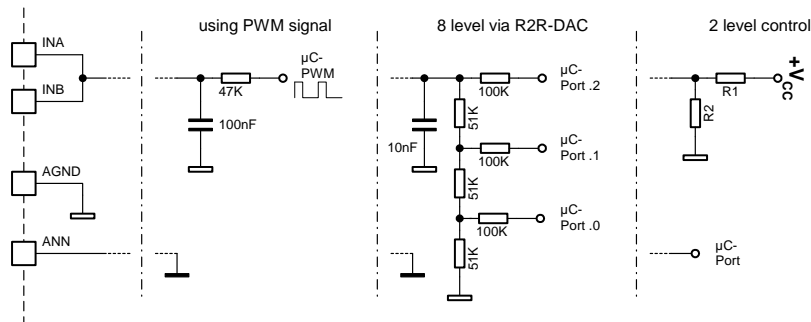 using PWM signal
8 level via R2R-DAC
2 level control
INA
INB
AGND
ANN
µC-
PWM
47K
100nF
µC-
Port .2
100K
51K
10nF
µC-
Port .1
100K
51K
µC-
Port .0
100K
51K
+VCC
R1
R2
µC-
Port